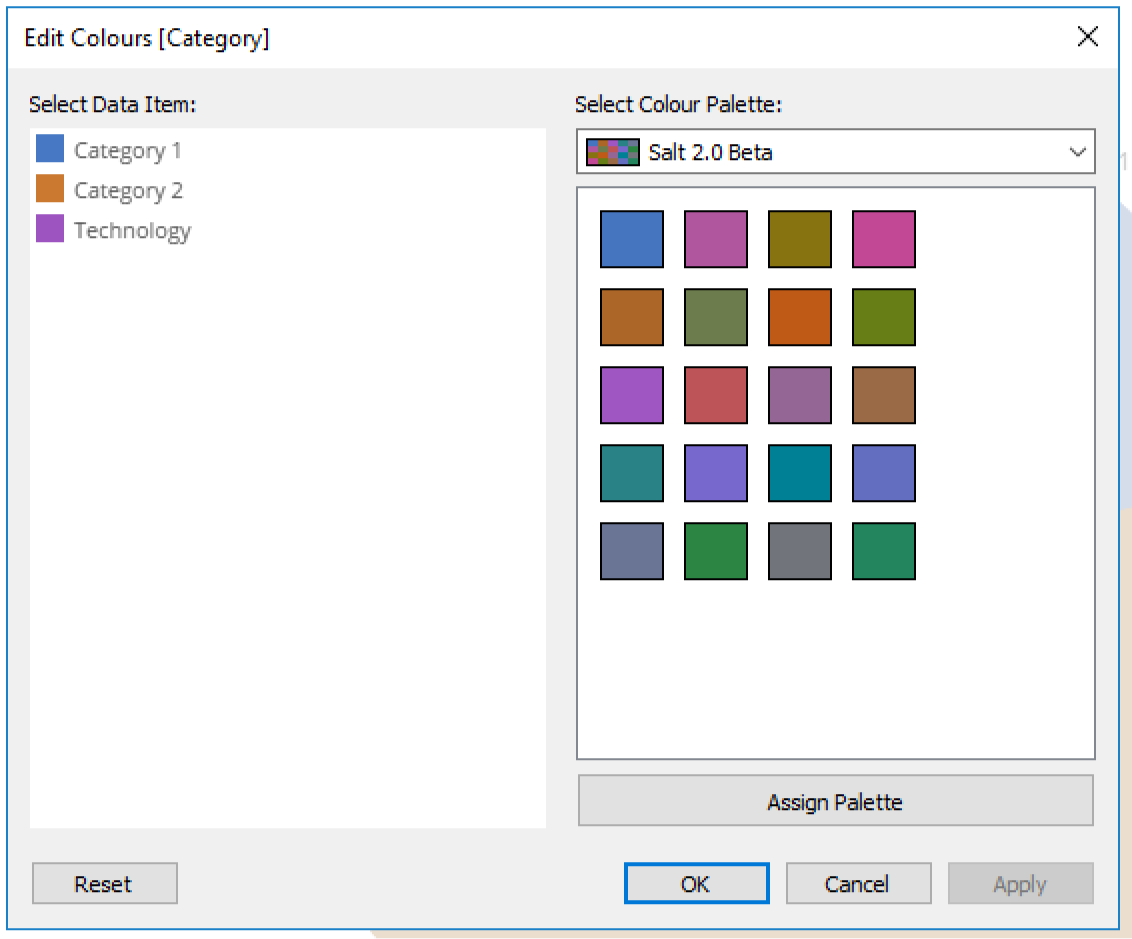 Edit Colours [Category]
Select Data Item:
Category 1
Category 2
Technology
Select Colour Palette:
Salt 2.0 Beta
Assign Palette
Reset
OK
Cancel
Apply
1